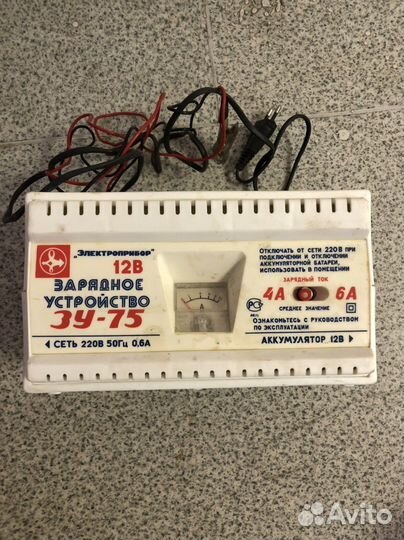 „Электроприбор"
12В
ЗАРЯДНОЕ
УСТРОЙСТВО
ЗУ-75
◄ СЕТЬ 220В 50Гц 0,6А
А
ОТКЛЮЧАТЬ ОТ СЕТИ 220В ПРИ
ПОДКЛЮЧЕНИИ И ОТКЛЮЧЕНИИ
АККУМУЛЯТОРНОЙ БАТАРЕИ,
ИСПОЛЬЗОВАТЬ В ПОМЕЩЕНИИ
ЗАРЯДНЫЙ ТОК
4А 6А
СРЕДНЕЕ ЗНАЧЕНИЕ
ОЗНАКОМЬТЕСЬ С РУКОВОДСТВОМ
ПО ЭКСПЛУАТАЦИИ
АККУМУЛЯТОР 12В ►
Avito